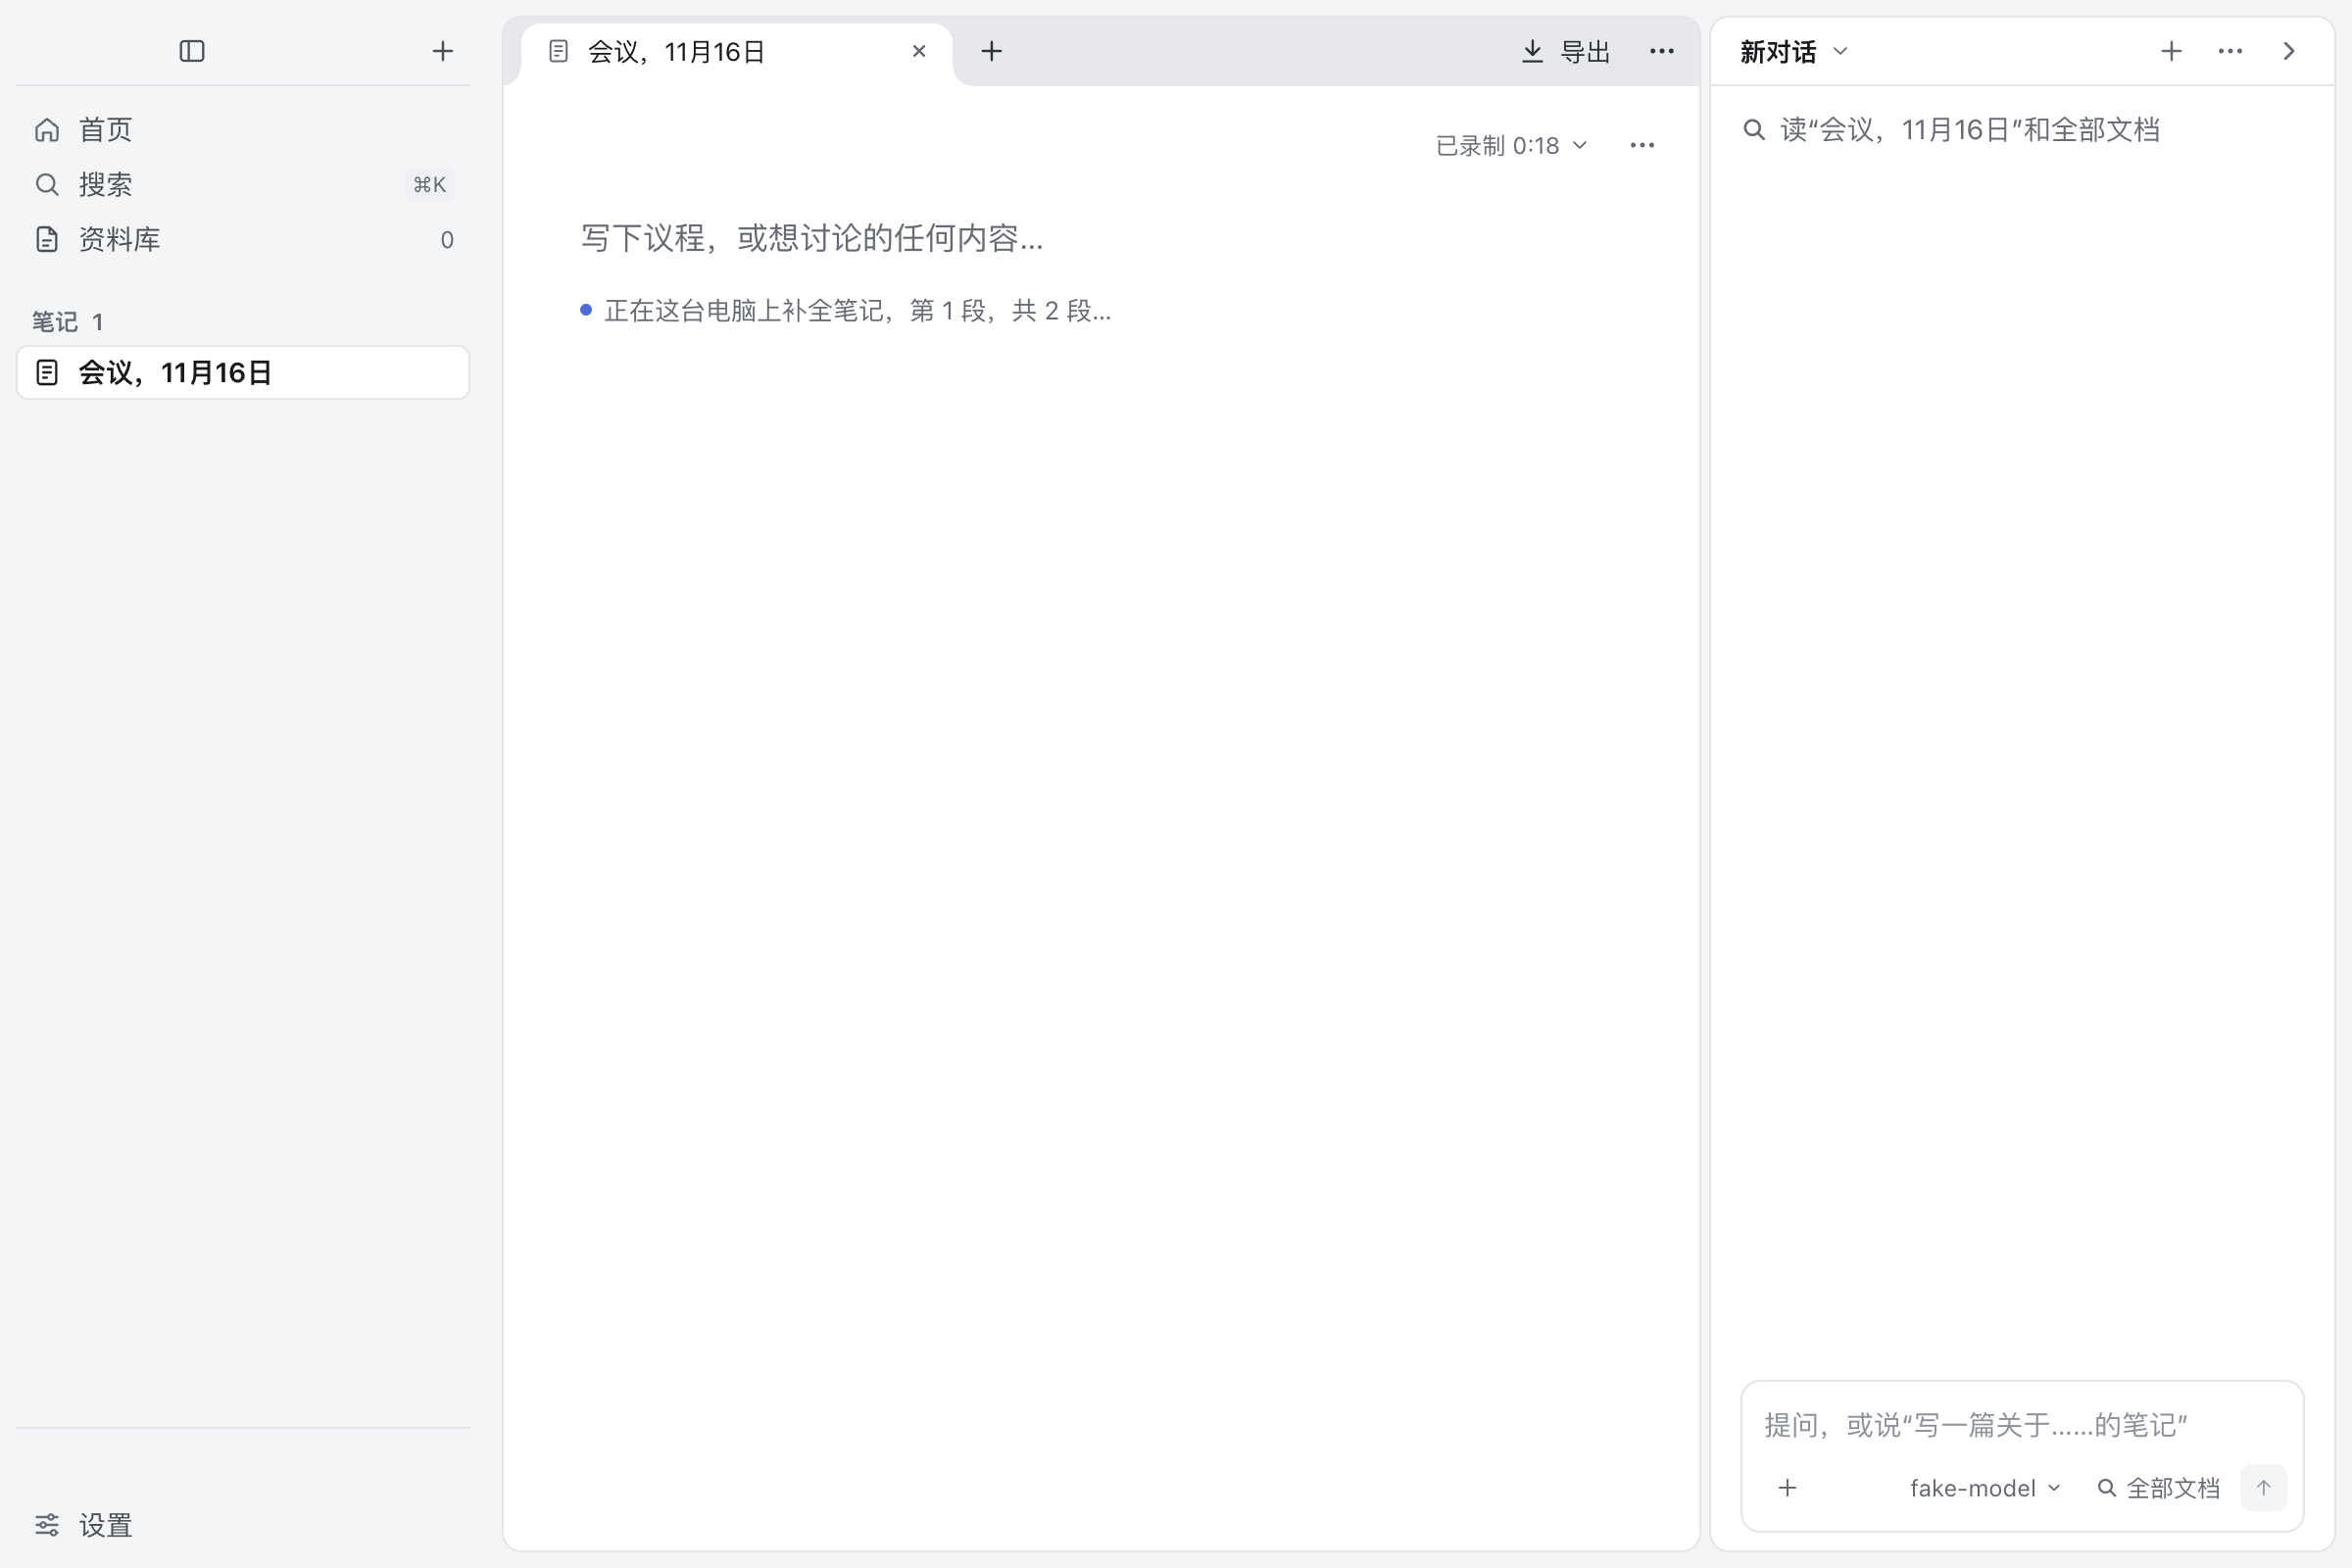 首页
搜索 ⌘K
资料库 0
笔记 1
会议，11月16日
设置
会议，11月16日
导出
已录制 0:18
写下议程，或想讨论的任何内容...
正在这台电脑上补全笔记，第 1 段，共 2 段...
新对话
读“会议，11月16日”和全部文档
提问，或说“写一篇关于……的笔记”
fake-model 全部文档